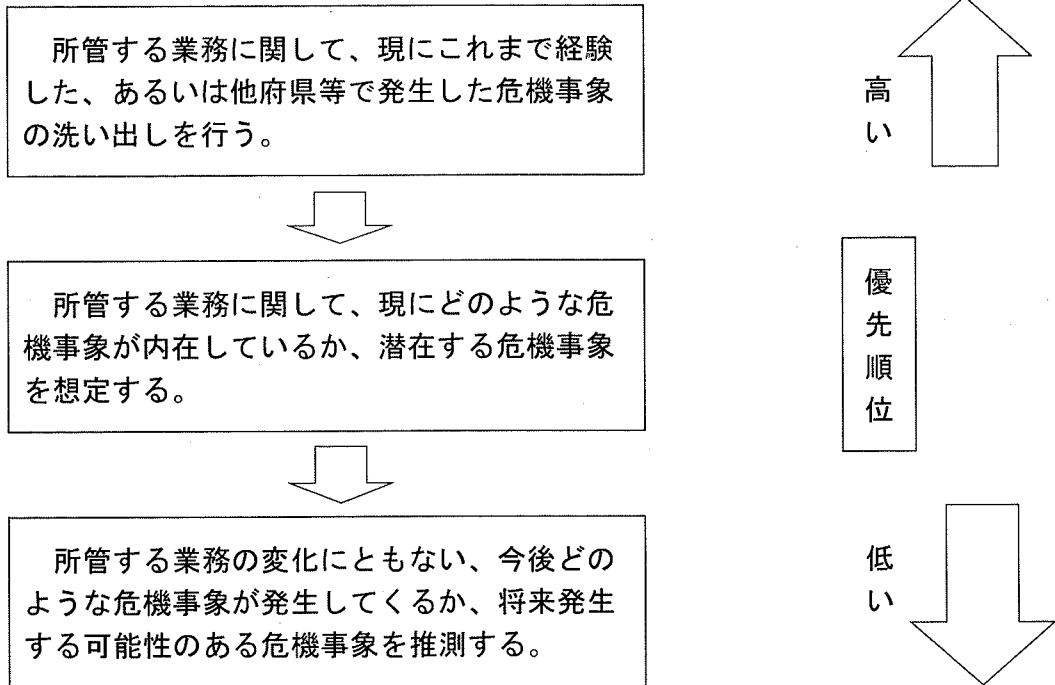 所管する業務に関して、現にこれまで経験
した、あるいは他府県等で発生した危機事象
の洗い出しを行う。
高い
所管する業務に関して、現にどのような危
機事象が内在しているか、潜在する危機事象
を想定する。
優先順位
所管する業務の変化にともない、今後どの
ような危機事象が発生してくるか、将来発生
する可能性のある危機事象を推測する。
低い